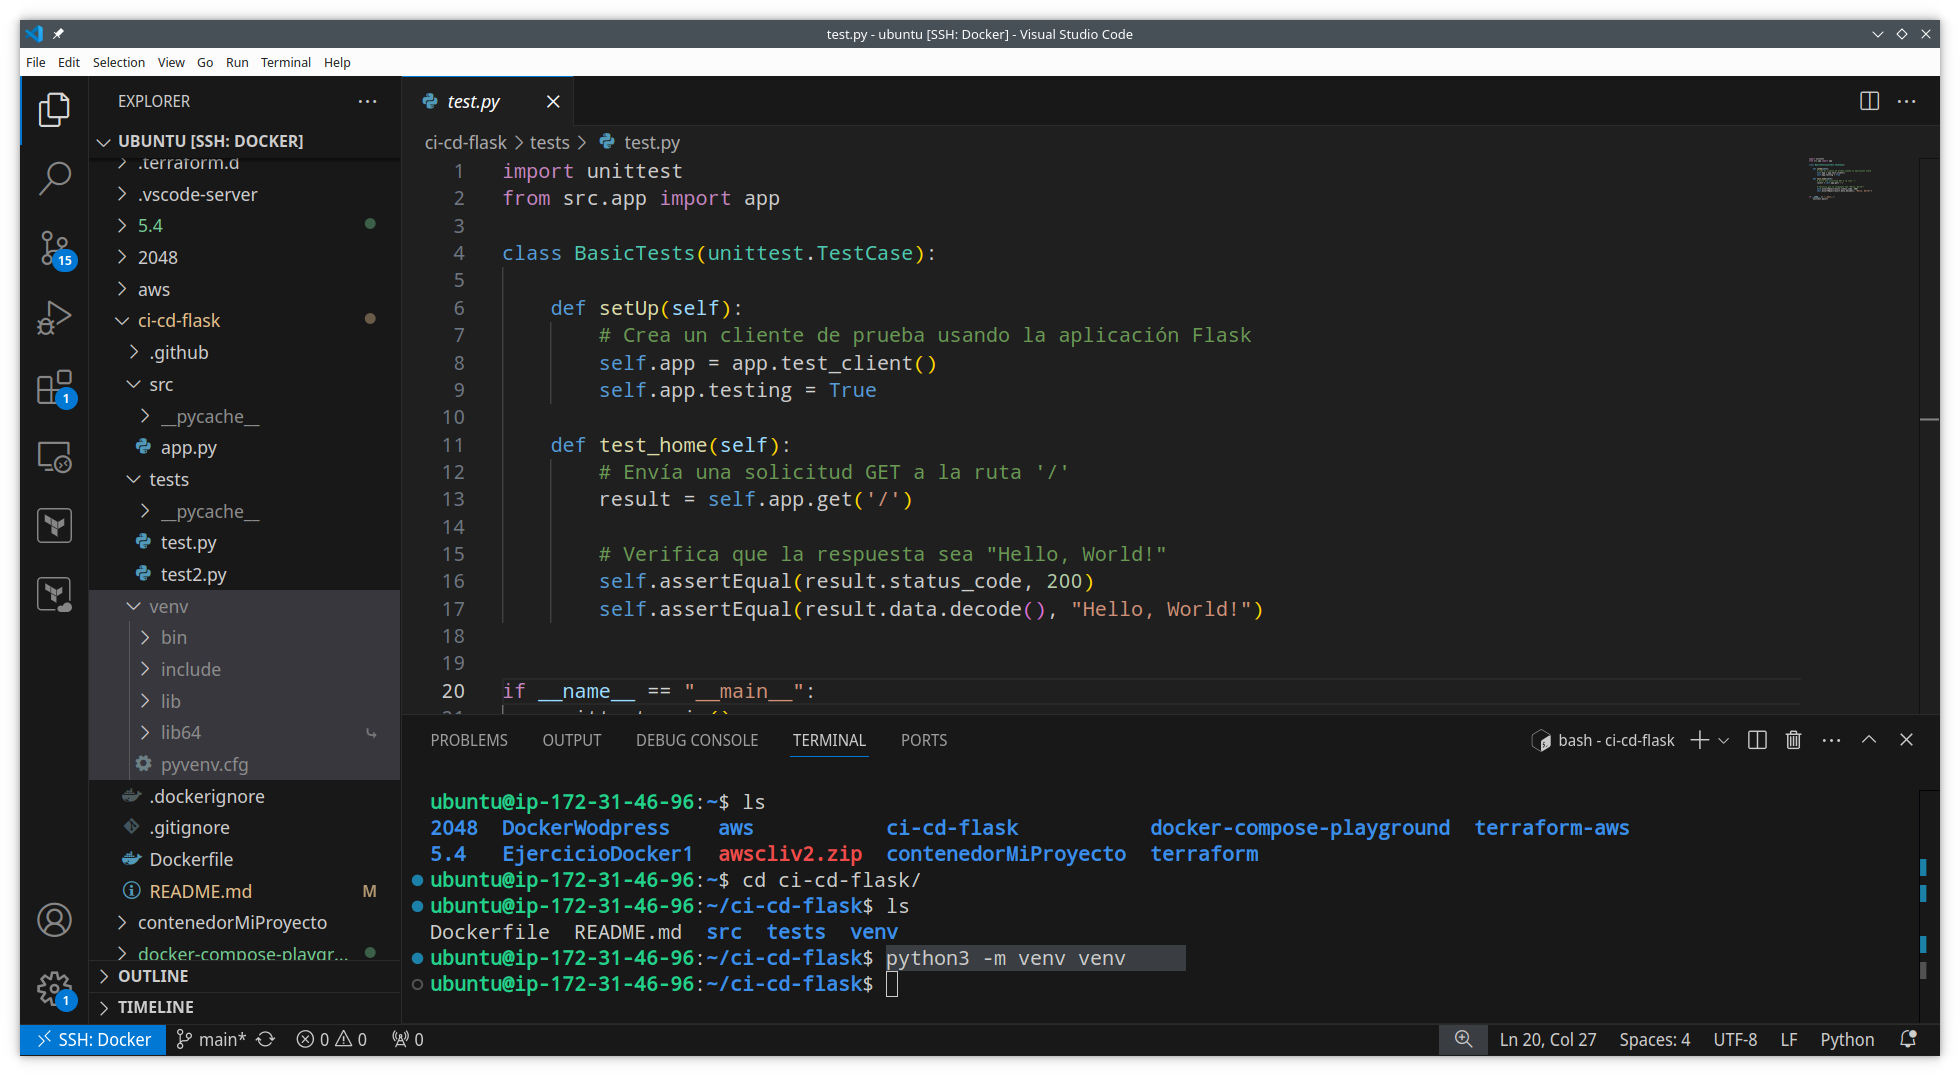 test.py - ubuntu [SSH: Docker] - Visual Studio Code
File Edit Selection View Go Run Terminal Help
EXPLORER
UBUNTU [SSH: DOCKER]
.terraform.d
.vscode-server
5.4
2048
aws
ci-cd-flask
.github
src
__pycache__
app.py
tests
__pycache__
test.py
test2.py
venv
bin
include
lib
lib64
pyvenv.cfg
.dockerignore
.gitignore
Dockerfile
README.md M
contenedorMiProyecto
docker-compose-playgr...
OUTLINE
TIMELINE
15
1
1
test.py
ci-cd-flask > tests > test.py
1 import unittest
2 from src.app import app
3
4 class BasicTests(unittest.TestCase):
5
6 def setUp(self):
7 # Crea un cliente de prueba usando la aplicación Flask
8 self.app = app.test_client()
9 self.app.testing = True
10
11 def test_home(self):
12 # Envía una solicitud GET a la ruta '/'
13 result = self.app.get('/')
14
15 # Verifica que la respuesta sea "Hello, World!"
16 self.assertEqual(result.status_code, 200)
17 self.assertEqual(result.data.decode(), "Hello, World!")
18
19
20 if __name__ == "__main__":
PROBLEMS OUTPUT DEBUG CONSOLE TERMINAL PORTS
bash - ci-cd-flask
ubuntu@ip-172-31-46-96:~$ ls
2048 DockerWodpress aws ci-cd-flask docker-compose-playground terraform-aws
5.4 EjercicioDocker1 awscliv2.zip contenedorMiProyecto terraform
ubuntu@ip-172-31-46-96:~$ cd ci-cd-flask/
ubuntu@ip-172-31-46-96:~/ci-cd-flask$ ls
Dockerfile README.md src tests venv
ubuntu@ip-172-31-46-96:~/ci-cd-flask$ python3 -m venv venv
ubuntu@ip-172-31-46-96:~/ci-cd-flask$
SSH: Docker main* 0 0 0 Ln 20, Col 27 Spaces: 4 UTF-8 LF Python